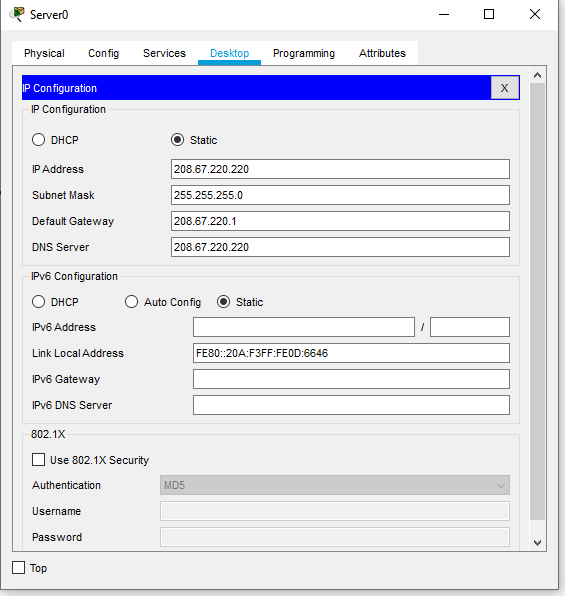 Server0
Physical Config Services Desktop Programming Attributes
IP Configuration X
IP Configuration
DHCP Static
IP Address 208.67.220.220
Subnet Mask 255.255.255.0
Default Gateway 208.67.220.1
DNS Server 208.67.220.220
IPv6 Configuration
DHCP Auto Config Static
IPv6 Address /
Link Local Address FE80::20A:F3FF:FE0D:6646
IPv6 Gateway
IPv6 DNS Server
802.1X
Use 802.1X Security
Authentication MD5
Username
Password
Top